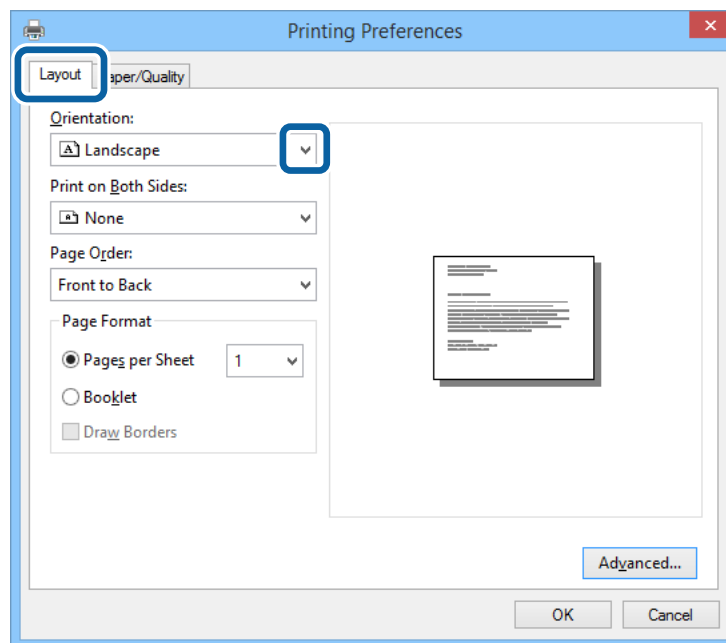 Printing Preferences
Layout
aper/Quality
Orientation:
A Landscape
Print on Both Sides:
None
Page Order:
Front to Back
Page Format
Pages per Sheet 1
Booklet
Draw Borders
Advanced...
OK Cancel